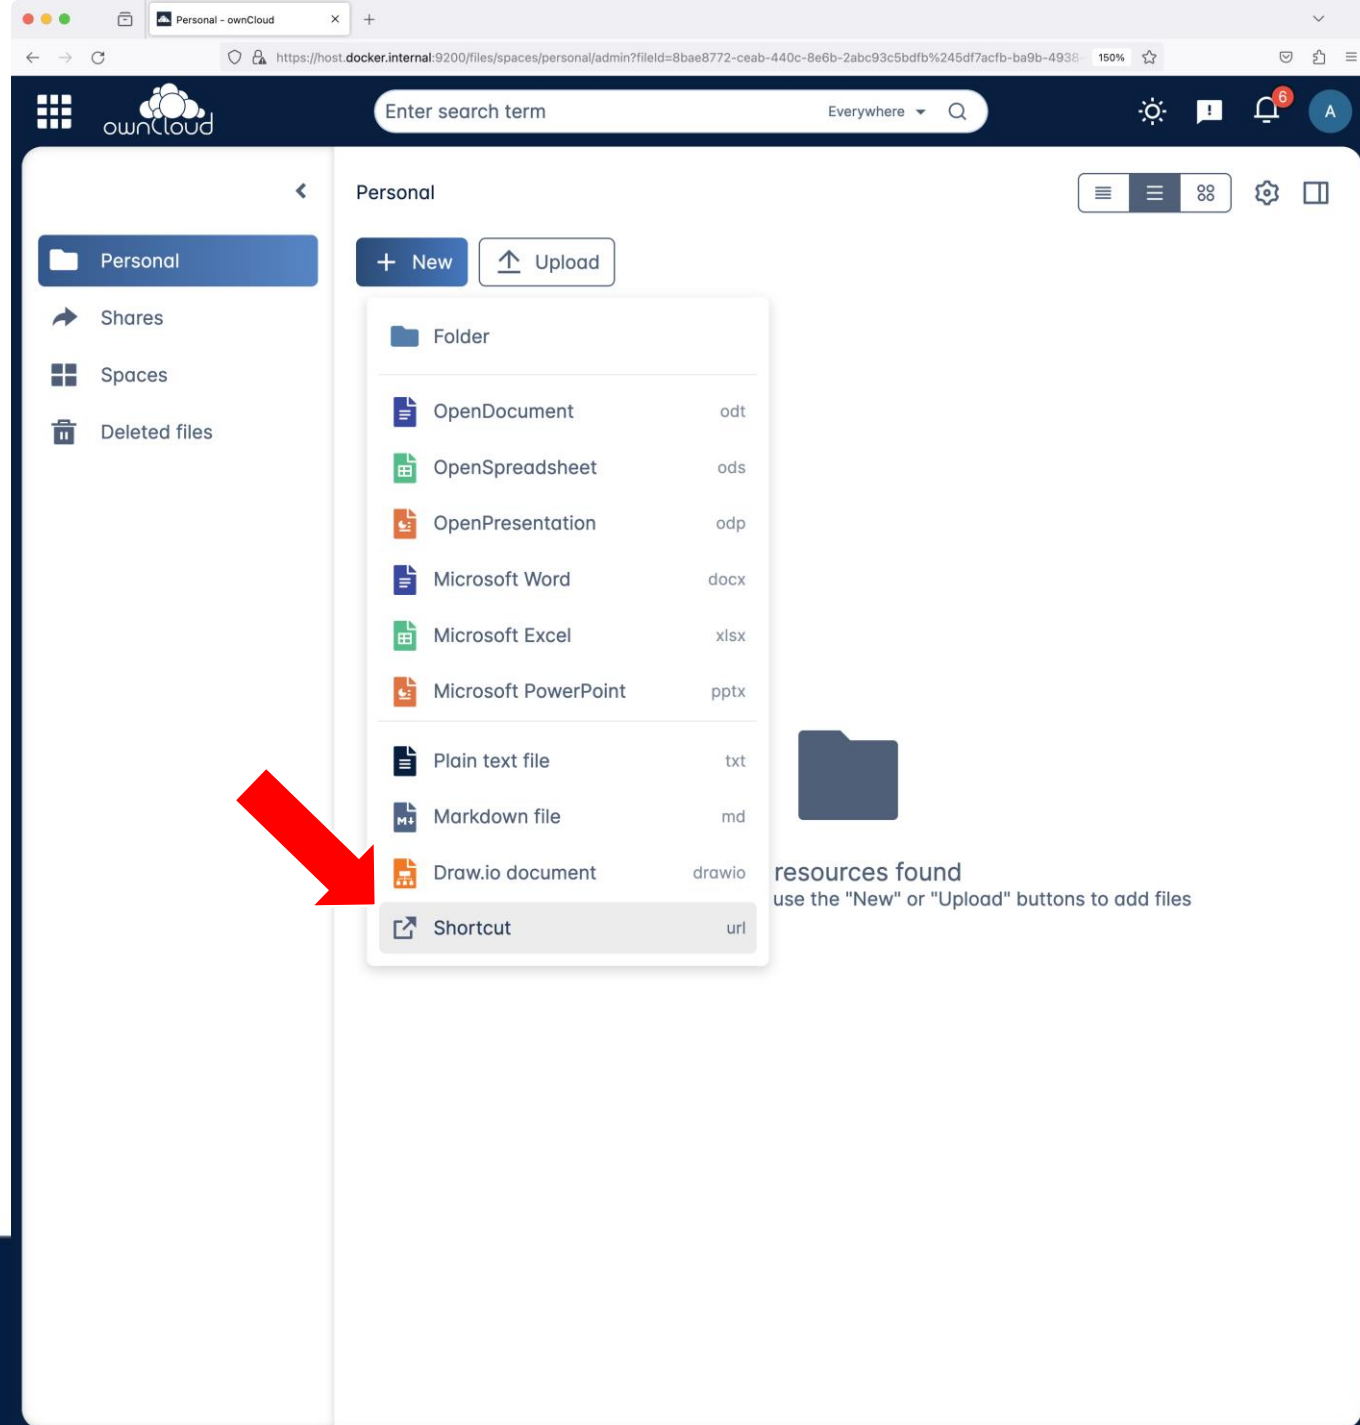 Personal - ownCloud
https://host.docker.internal:9200/files/spaces/personal/admin?fileId=8bae8772-ceab-440c-8e6b-2abc93c5bdfb%245df7acfb-ba9b-4938-
150%
ownCloud
Enter search term
Everywhere
6
A
Personal
Personal
Shares
Spaces
Deleted files
+ New
Upload
Folder
OpenDocument odt
OpenSpreadsheet ods
OpenPresentation odp
Microsoft Word docx
Microsoft Excel xlsx
Microsoft PowerPoint pptx
Plain text file txt
Markdown file md
Draw.io document drawio
Shortcut url
resources found
use the "New" or "Upload" buttons to add files